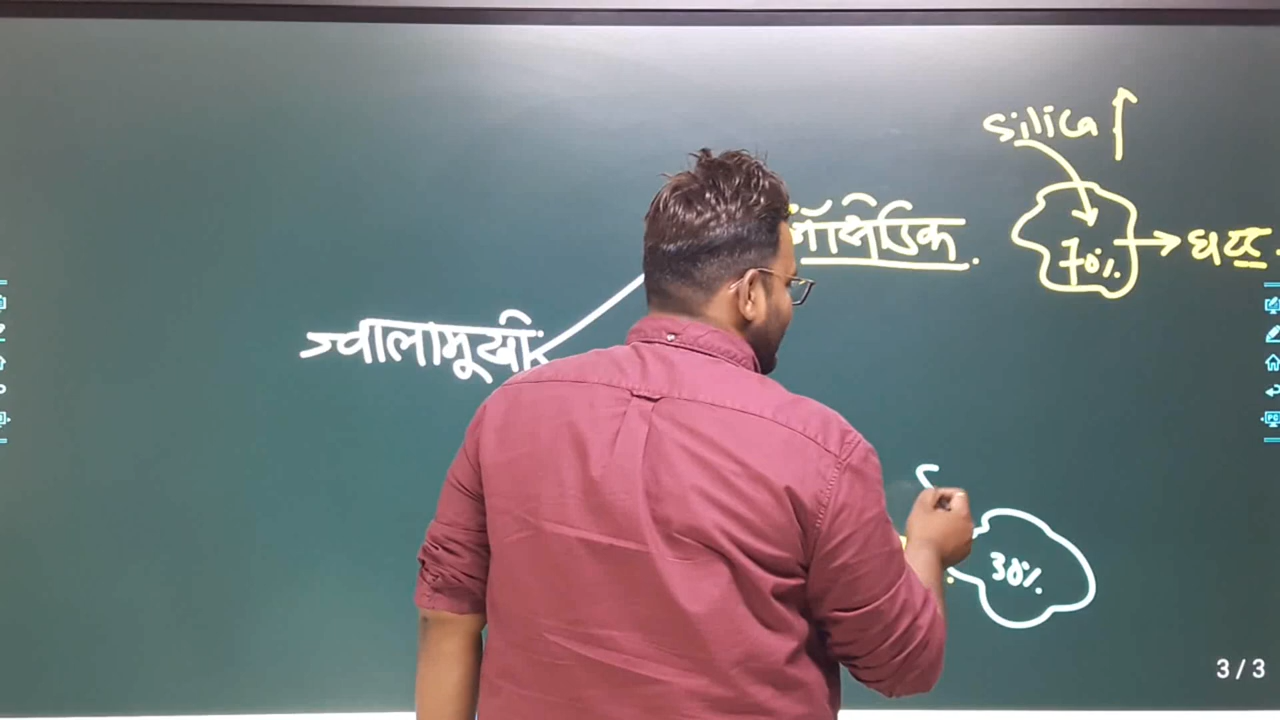 silica ↑
70% → घट्ट
ज्वालामुखी
30%
3 / 3